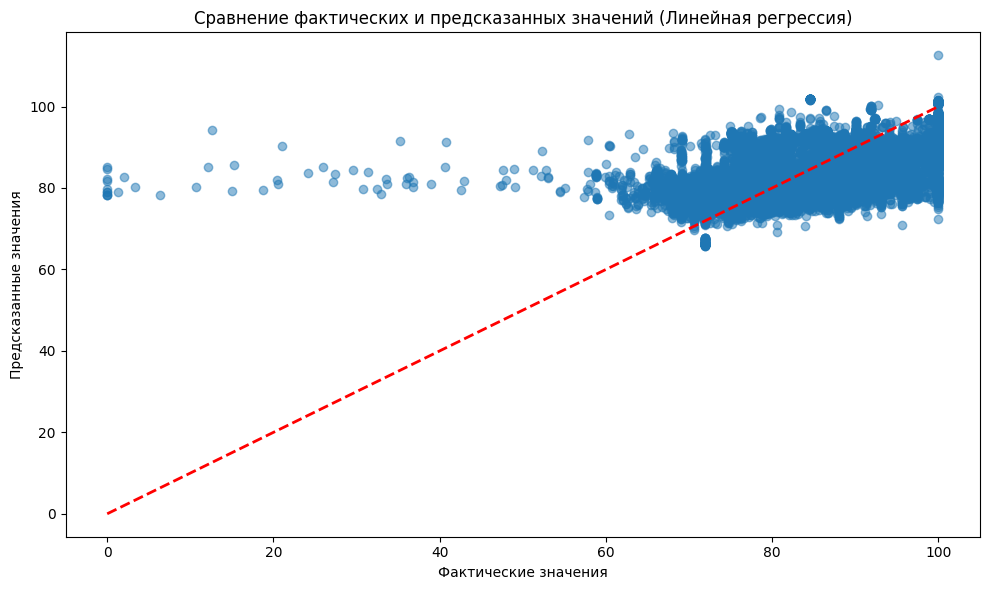 Сравнение фактических и предсказанных значений (Линейная регрессия)
Предсказанные значения
100
80
60
40
20
0
0 20 40 60 80 100
Фактические значения